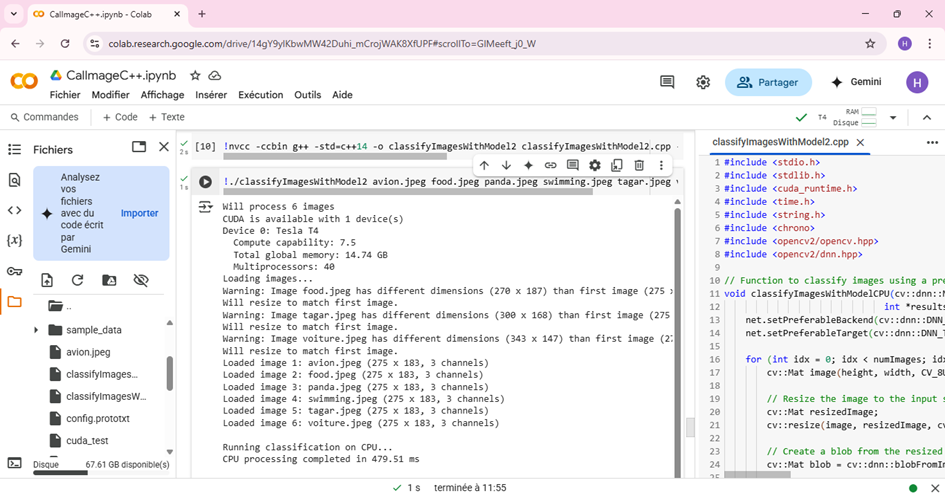 CalImageC++.ipynb - Colab
colab.research.google.com/drive/14gY9ylKbwMW42Duhi_mCrojWAK8XfUPF#scrollTo=GIMeeft_j0_W
H
CO
CalImageC++.ipynb
Partager
Gemini
H
Fichier Modifier Affichage Insérer Exécution Outils Aide
Commandes + Code + Texte
T4 RAM
Disque
Fichiers
Analysez
vos
fichiers
avec du
code écrit
par
Gemini
Importer
..
sample_data
avion.jpeg
classifyImages...
classifyImagesW...
config.prototxt
cuda_test
Disque 67.61 GB disponible(s)
2 s
[10] !nvcc -ccbin g++ -std=c++14 -o classifyImagesWithModel2 classifyImagesWithModel2.cpp
1 s
!./classifyImagesWithModel2 avion.jpeg food.jpeg panda.jpeg swimming.jpeg tagar.jpeg
Will process 6 images
CUDA is available with 1 device(s)
Device 0: Tesla T4
Compute capability: 7.5
Total global memory: 14.74 GB
Multiprocessors: 40
Loading images...
Warning: Image food.jpeg has different dimensions (270 x 187) than first image (275
Will resize to match first image.
Warning: Image tagar.jpeg has different dimensions (300 x 168) than first image (275
Will resize to match first image.
Warning: Image voiture.jpeg has different dimensions (343 x 147) than first image
Will resize to match first image.
Loaded image 1: avion.jpeg (275 x 183, 3 channels)
Loaded image 2: food.jpeg (275 x 183, 3 channels)
Loaded image 3: panda.jpeg (275 x 183, 3 channels)
Loaded image 4: swimming.jpeg (275 x 183, 3 channels)
Loaded image 5: tagar.jpeg (275 x 183, 3 channels)
Loaded image 6: voiture.jpeg (275 x 183, 3 channels)
Running classification on CPU...
CPU processing completed in 479.51 ms
classifyImagesWithModel2.cpp
1 #include <stdio.h>
2 #include <stdlib.h>
3 #include <cuda_runtime.h>
4 #include <time.h>
5 #include <string.h>
6 #include <chrono>
7 #include <opencv2/opencv.hpp>
8 #include <opencv2/dnn.hpp>
9
10 // Function to classify images using a pre
11 void classifyImagesWithModelCPU(cv::dnn::N
12 int *results
13 net.setPreferableBackend(cv::dnn::DNN_
14 net.setPreferableTarget(cv::dnn::DNN_T
15
16 for (int idx = 0; idx < numImages; idx
17 cv::Mat image(height, width, CV_8U
18
19 // Resize the image to the input s
20 cv::Mat resizedImage;
21 cv::resize(image, resizedImage, cv
22
23 // Create a blob from the resized
24 cv::Mat blob = cv::dnn::blobFromIm
25
1 s terminée à 11:55